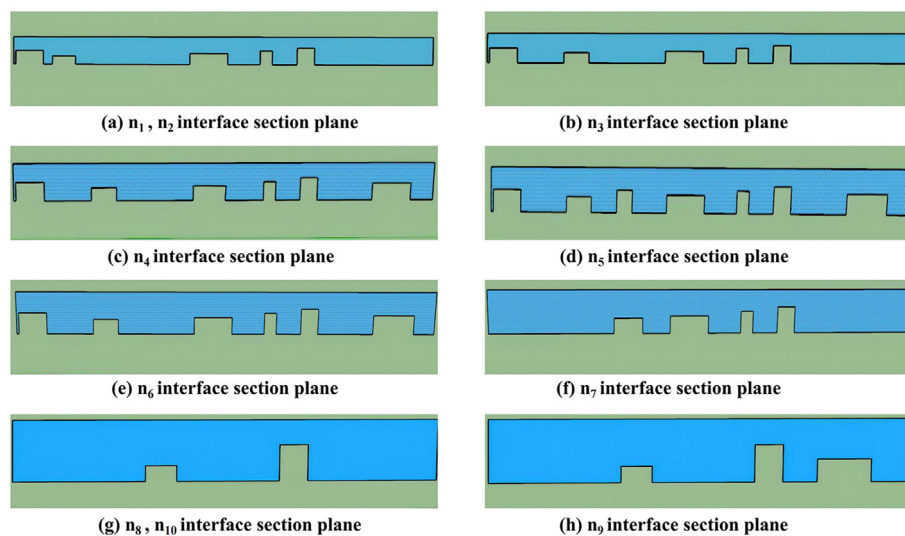 (a) n₁ , n₂ interface section plane
(b) n₃ interface section plane
(c) n₄ interface section plane
(d) n₅ interface section plane
(e) n₆ interface section plane
(f) n₇ interface section plane
(g) n₈ , n₁₀ interface section plane
(h) n₉ interface section plane